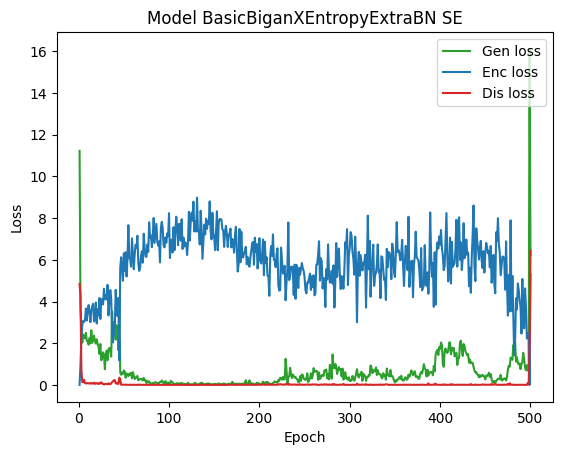 Model BasicBiganXEntropyExtraBN SE
Gen loss
Enc loss
Dis loss
Loss
16
14
12
10
8
6
4
2
0
0 100 200 300 400 500
Epoch